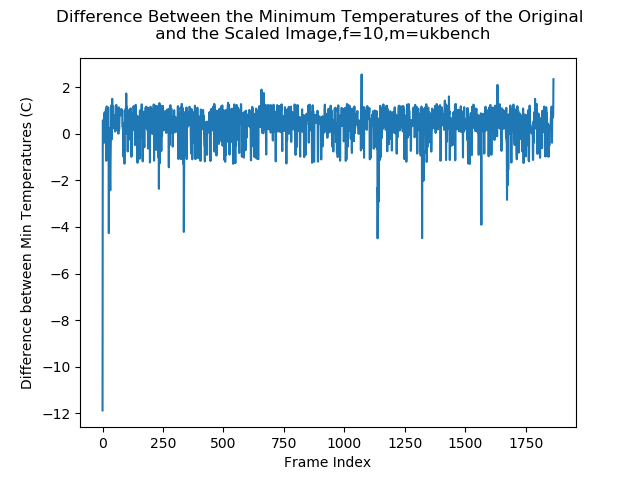 Difference Between the Minimum Temperatures of the Original
and the Scaled Image,f=10,m=ukbench
Difference between Min Temperatures (C)
2
0
−2
−4
−6
−8
−10
−12
0 250 500 750 1000 1250 1500 1750
Frame Index